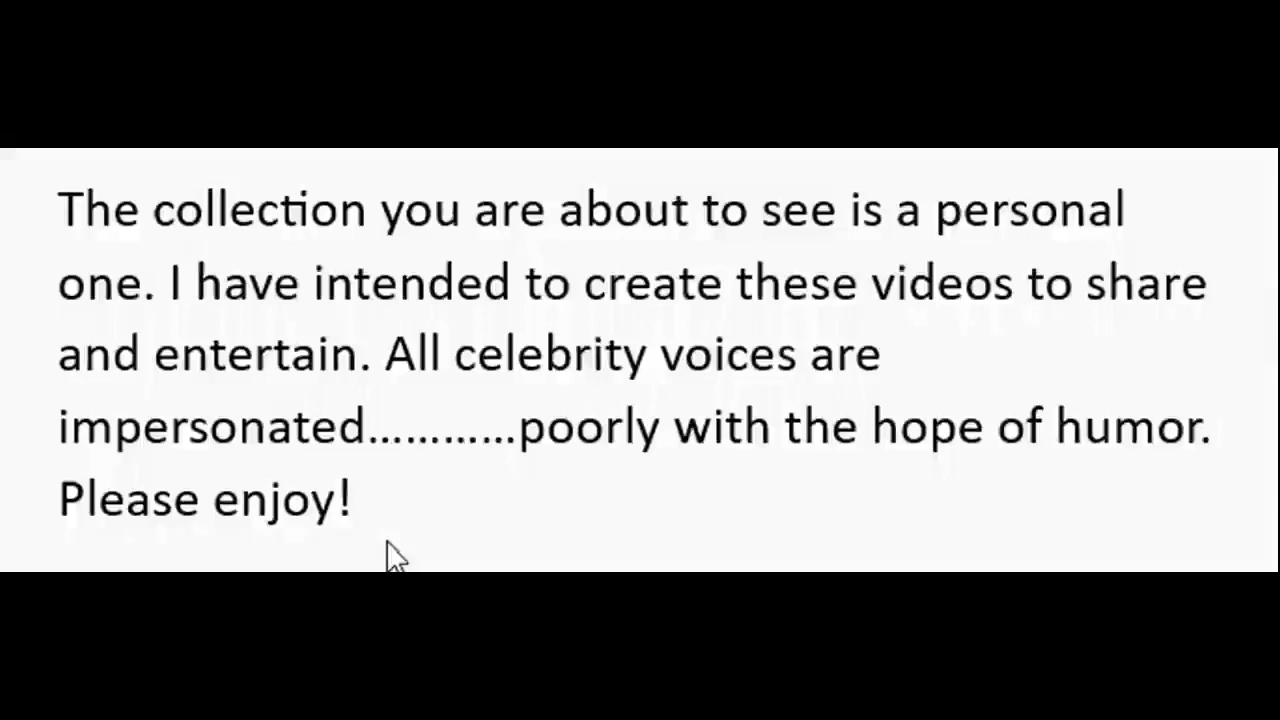 The collection you are about to see is a personal
one. I have intended to create these videos to share
and entertain. All celebrity voices are
impersonated............poorly with the hope of humor.
Please enjoy!